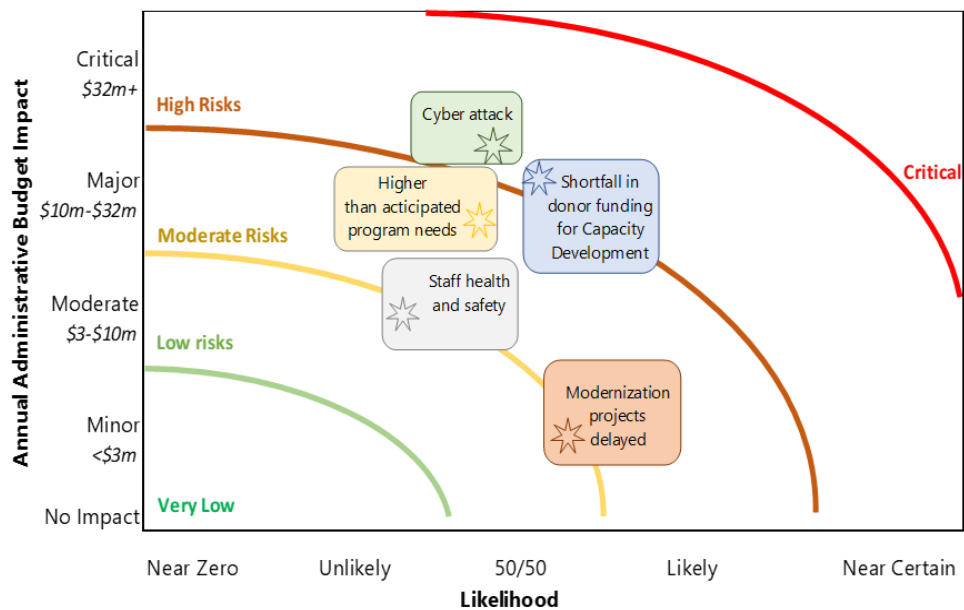 Annual Administrative Budget Impact
Critical
$32m+
Major
$10m-$32m
Moderate
$3-$10m
Minor
<$3m
No Impact
High Risks
Moderate Risks
Low risks
Very Low
Critical
Cyber attack
Higher
than acticipated
program needs
Shortfall in
donor funding
for Capacity
Development
Staff health
and safety
Modernization
projects
delayed
Near Zero
Unlikely
50/50
Likely
Near Certain
Likelihood